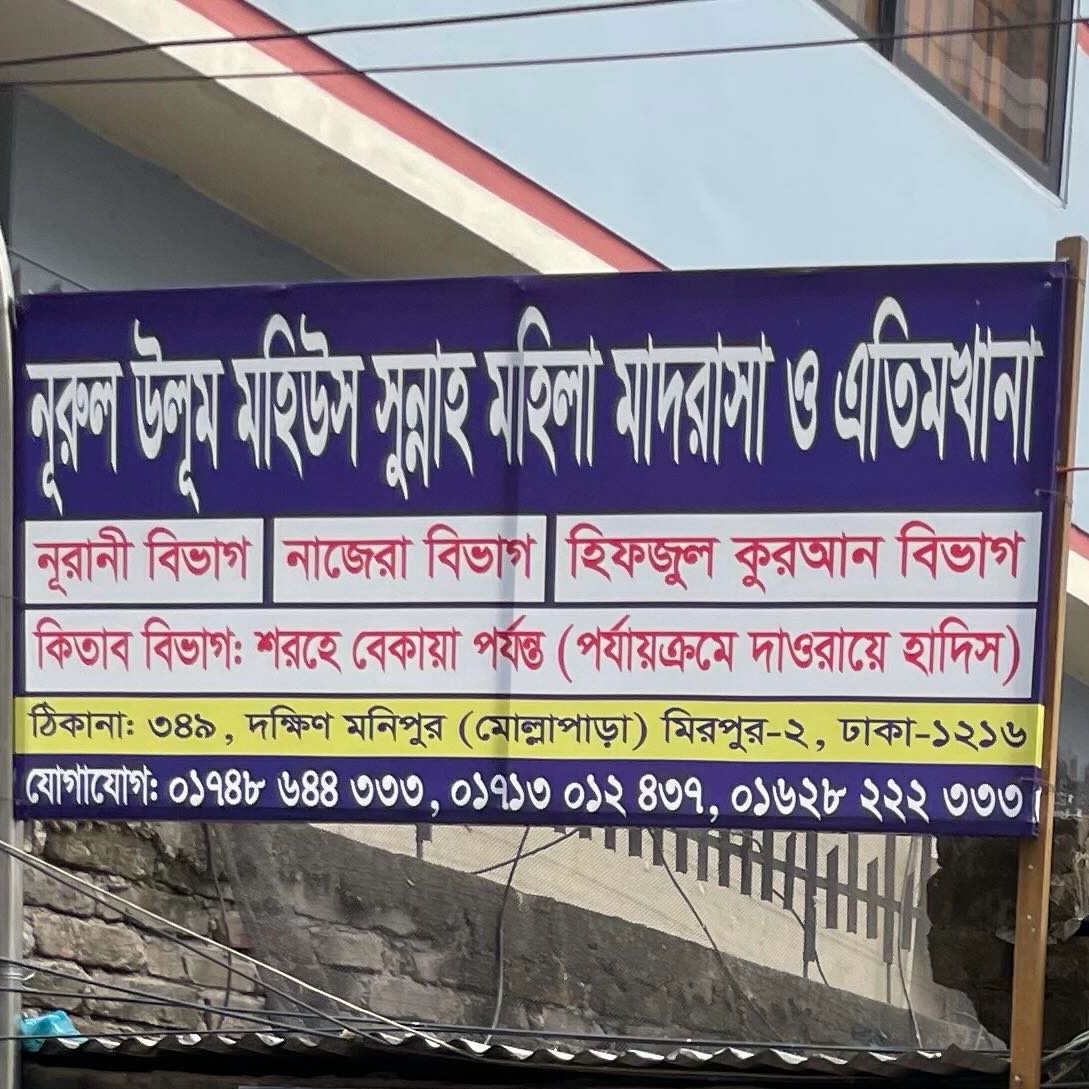 নূরুল উলূম মহিউস সুন্নাহ মহিলা মাদরাসা ও এতিমখানা
নূরানী বিভাগ নাজেরা বিভাগ হিফজুল কুরআন বিভাগ
কিতাব বিভাগ: শরহে বেকায়া পর্যন্ত (পর্যায়ক্রমে দাওরায়ে হাদিস)
ঠিকানা: ৩৪৯, দক্ষিণ মনিপুর (মোল্লাপাড়া) মিরপুর-২, ঢাকা-১২১৬
যোগাযোগ: ০১৭৪৮ ৬৪৪ ৩৩৩, ০১৭১৩ ০১২ ৪৩৭, ০১৬২৮ ২২২ ৩৩৩।